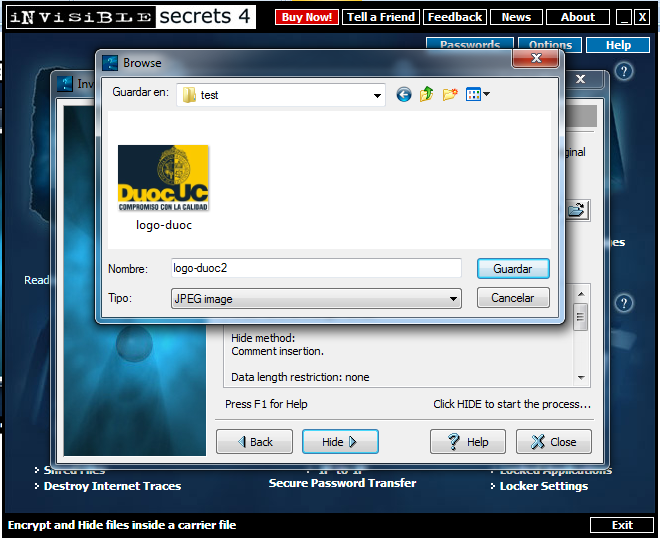 iNViSiBLE secrets 4
Buy Now! Tell a Friend Feedback News About _ X
Passwords Options Help
Browse
Guardar en: test
DuocUC
COMPROMISO CON LA CALIDAD
logo-duoc
Nombre: logo-duoc2 Guardar
Tipo: JPEG image Cancelar
Hide method:
Comment insertion.
Data length restriction: none
Press F1 for Help Click HIDE to start the process...
Back Hide Help Close
Destroy Internet Traces Secure Password Transfer Locker Settings
Encrypt and Hide files inside a carrier file Exit